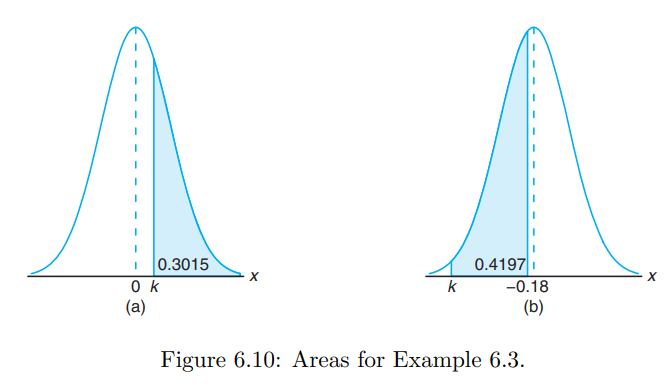 0.3015
x
0 k
(a)
0.4197
x
k
−0.18
(b)
Figure 6.10: Areas for Example 6.3.